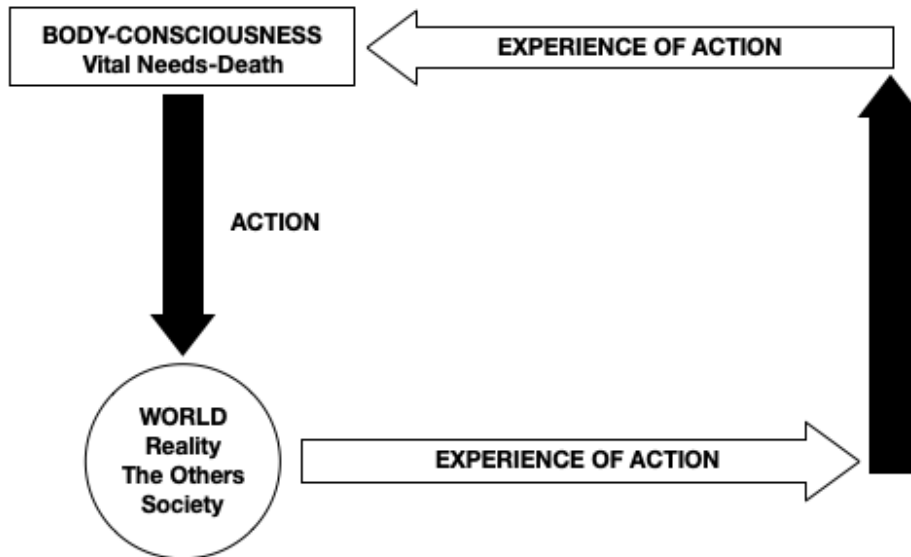 BODY-CONSCIOUSNESS
Vital Needs-Death
EXPERIENCE OF ACTION
ACTION
WORLD
Reality
The Others
Society
EXPERIENCE OF ACTION